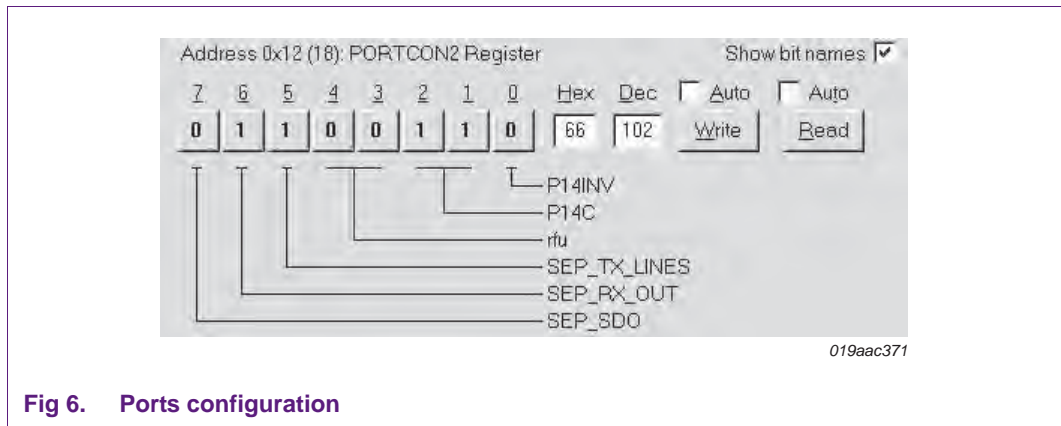 Address 0x12 (18): PORTCON2 Register Show bit names
7 6 5 4 3 2 1 0 Hex Dec Auto Auto
0 1 1 0 0 1 1 0 66 102 Write Read
P14INV
P14C
rfu
SEP_TX_LINES
SEP_RX_OUT
SEP_SDO
019aac371
Fig 6. Ports configuration